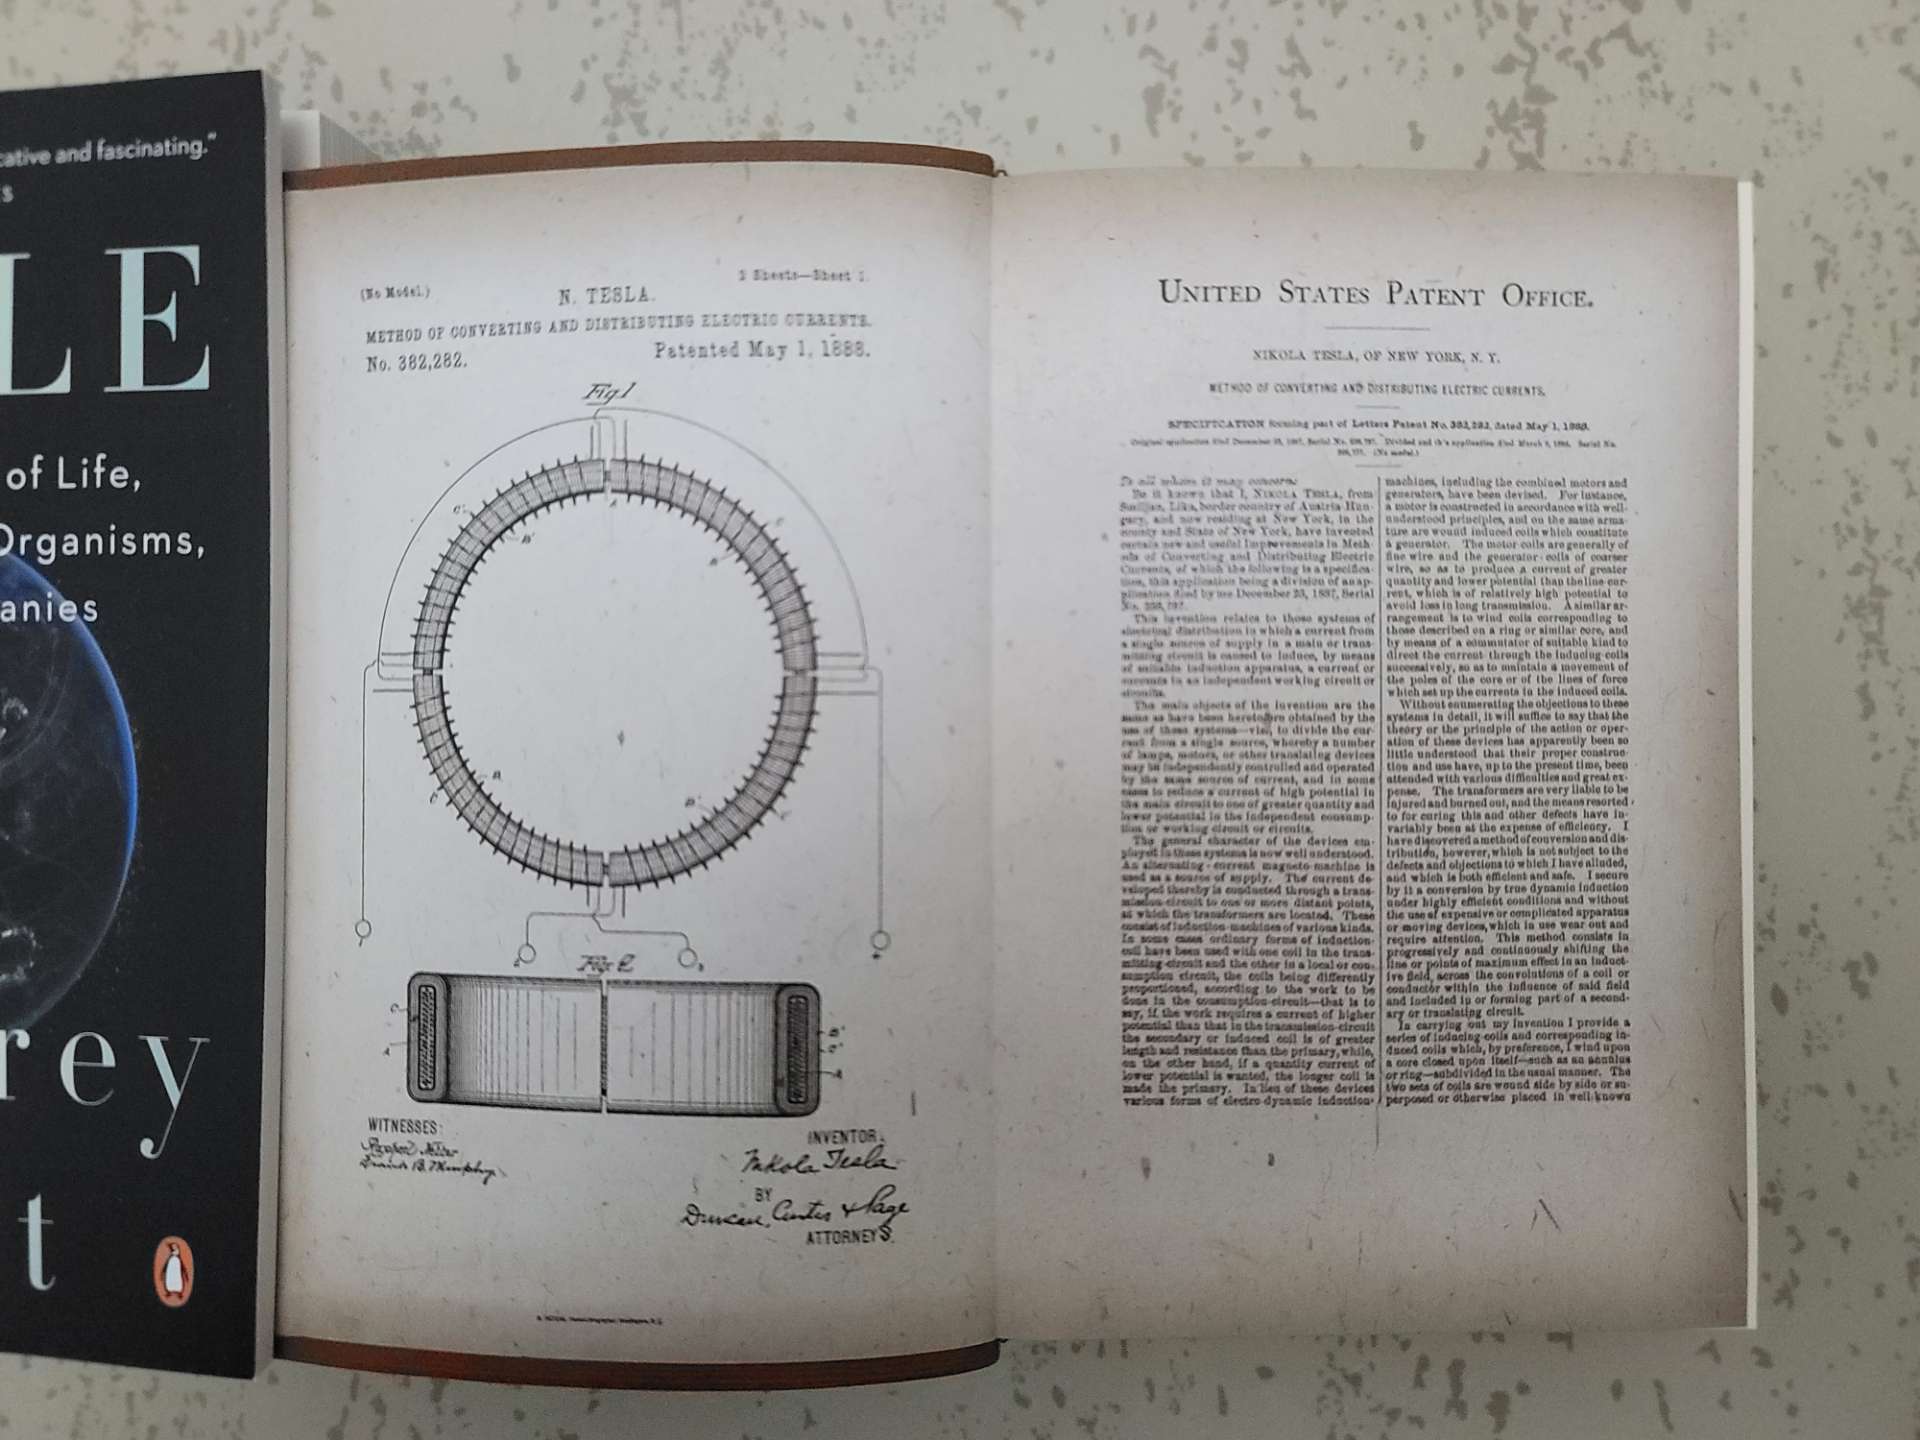 cative and fascinating."
s
LE
of Life,
Organisms,
anies
rey
t
(No Model.)
2 Sheets—Sheet 1.
N. TESLA.
METHOD OF CONVERTING AND DISTRIBUTING ELECTRIC CURRENTS.
No. 382,282.
Patented May 1, 1888.
Fig 1
Fig 2
WITNESSES:
Frank B. Murphy.
INVENTOR.
Nikola Tesla
BY
Duncan, Curtis & Page
ATTORNEYS.
UNITED STATES PATENT OFFICE.
NIKOLA TESLA, OF NEW YORK, N. Y.
METHOD OF CONVERTING AND DISTRIBUTING ELECTRIC CURRENTS.
SPECIFICATION forming part of Letters Patent No. 382,282, dated May 1, 1888.
Original application filed December 23, 1887, Serial No. Divided and this application filed March 9, 1888. Serial No.
(No model.)
To all whom it may concern:
Be it known that I, NIKOLA TESLA, from
Smiljan, Lika, border country of Austria-Hun-
gary, and now residing at New York, in the
county and State of New York, have invented
certain new and useful Improvements in Meth-
ods of Converting and Distributing Electric
Currents, of which the following is a specifica-
tion, this application being a division of an ap-
plication filed by me December 23, 1887, Serial
This invention relates to those systems of
electrical distribution in which a current from
a single source of supply in a main or trans-
mitting circuit is caused to induce, by means
of suitable induction apparatus, a current or
currents in an independent working circuit or
circuits.
The main objects of the invention are the
same as have been heretofore obtained by the
use of these systems—viz., to divide the cur-
rent from a single source, whereby a number
of lamps, motors, or other translating devices
may be independently controlled and operated
by the same source of current, and in some
cases to reduce a current of high potential in
the main circuit to one of greater quantity and
lower potential in the independent consump-
tion or working circuit or circuits.
The general character of the devices em-
ployed in these systems is now well understood.
An alternating-current magneto-machine is
used as a source of supply. The current de-
veloped thereby is conducted through a trans-
mission-circuit to one or more distant points,
at which the transformers are located. These
consist of induction-machines of various kinds.
In some cases ordinary forms of induction-
coil have been used with one coil in the trans-
mitting-circuit and the other in a local or con-
sumption circuit, the coils being differently
proportioned, according to the work to be
done in the consumption-circuit—that is to
say, if the work requires a current of higher
potential than that in the transmission-circuit
the secondary or induced coil is of greater
length and resistance than the primary, while,
on the other hand, if a quantity current of
lower potential is wanted, the longer coil is
made the primary. In lieu of these devices
various forms of electro-dynamic induction-
machines, including the combined motors and
generators, have been devised. For instance,
a motor is constructed in accordance with well-
understood principles, and on the same arma-
ture are wound induced coils which constitute
a generator. The motor-coils are generally of
fine wire and the generator-coils of coarser
wire, so as to produce a current of greater
quantity and lower potential than the line-cur-
rent, which is of relatively high potential to
avoid loss in long transmission. A similar ar-
rangement is to wind coils corresponding to
those described on a ring or similar core, and
by means of a commutator of suitable kind to
direct the current through the inducing-coils
successively, so as to maintain a movement of
the poles of the core or of the lines of force
which set up the currents in the induced coils.
Without enumerating the objections to these
systems in detail, it will suffice to say that the
theory or the principle of the action or oper-
ation of these devices has apparently been so
little understood that their proper construc-
tion and use have, up to the present time, been
attended with various difficulties and great ex-
pense. The transformers are very liable to be
injured and burned out, and the means resorted
to for curing this and other defects have in-
variably been at the expense of efficiency. I
have discovered a method of conversion and dis-
tribution, however, which is not subject to the
defects and objections to which I have alluded,
and which is both efficient and safe. I secure
by it a conversion by true dynamic induction
under highly efficient conditions and without
the use of expensive or complicated apparatus
or moving devices, which in use wear out and
require attention. This method consists in
progressively and continuously shifting the
line or points of maximum effect in an induct-
ive field, across the convolutions of a coil or
conductor within the influence of said field
and included in or forming part of a second-
ary or translating circuit.
In carrying out my invention I provide a
series of inducing-coils and corresponding in-
duced coils which, by preference, I wind upon
a core closed upon itself—such as an annulus
or ring—subdivided in the usual manner. The
two sets of coils are wound side by side or su-
perposed or otherwise placed in well-known